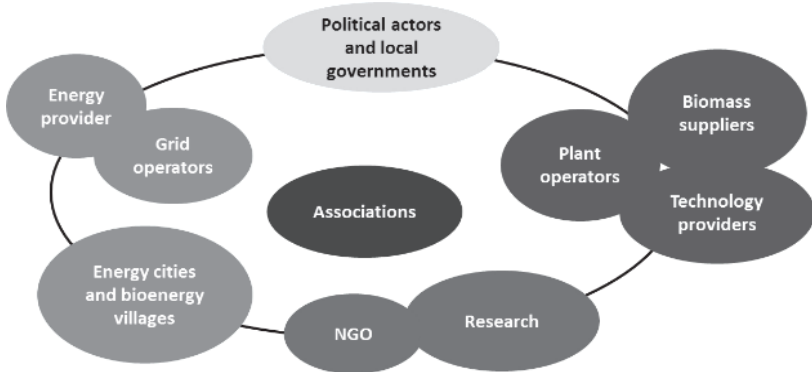 Political actors
and local
governments
Energy
provider
Grid
operators
Biomass
suppliers
Plant
operators
Technology
providers
Associations
Energy cities
and bioenergy
villages
NGO
Research